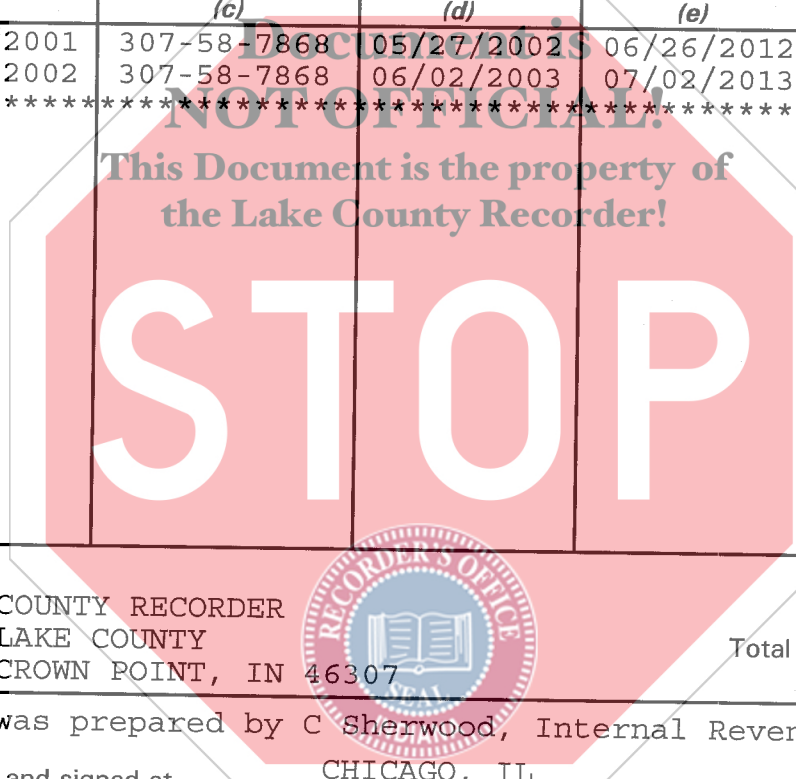 (c) (d) (e)
2001 307-58-7868 05/27/2002 06/26/2012
2002 307-58-7868 06/02/2003 07/02/2013
************************************************
Document is
NOT OFFICIAL!
This Document is the property of
the Lake County Recorder!
STOP
RECORDER'S OFFICE
SEAL
COUNTY RECORDER
LAKE COUNTY
CROWN POINT, IN 46307
Total
was prepared by C Sherwood, Internal Reven
and signed at
CHICAGO, IL